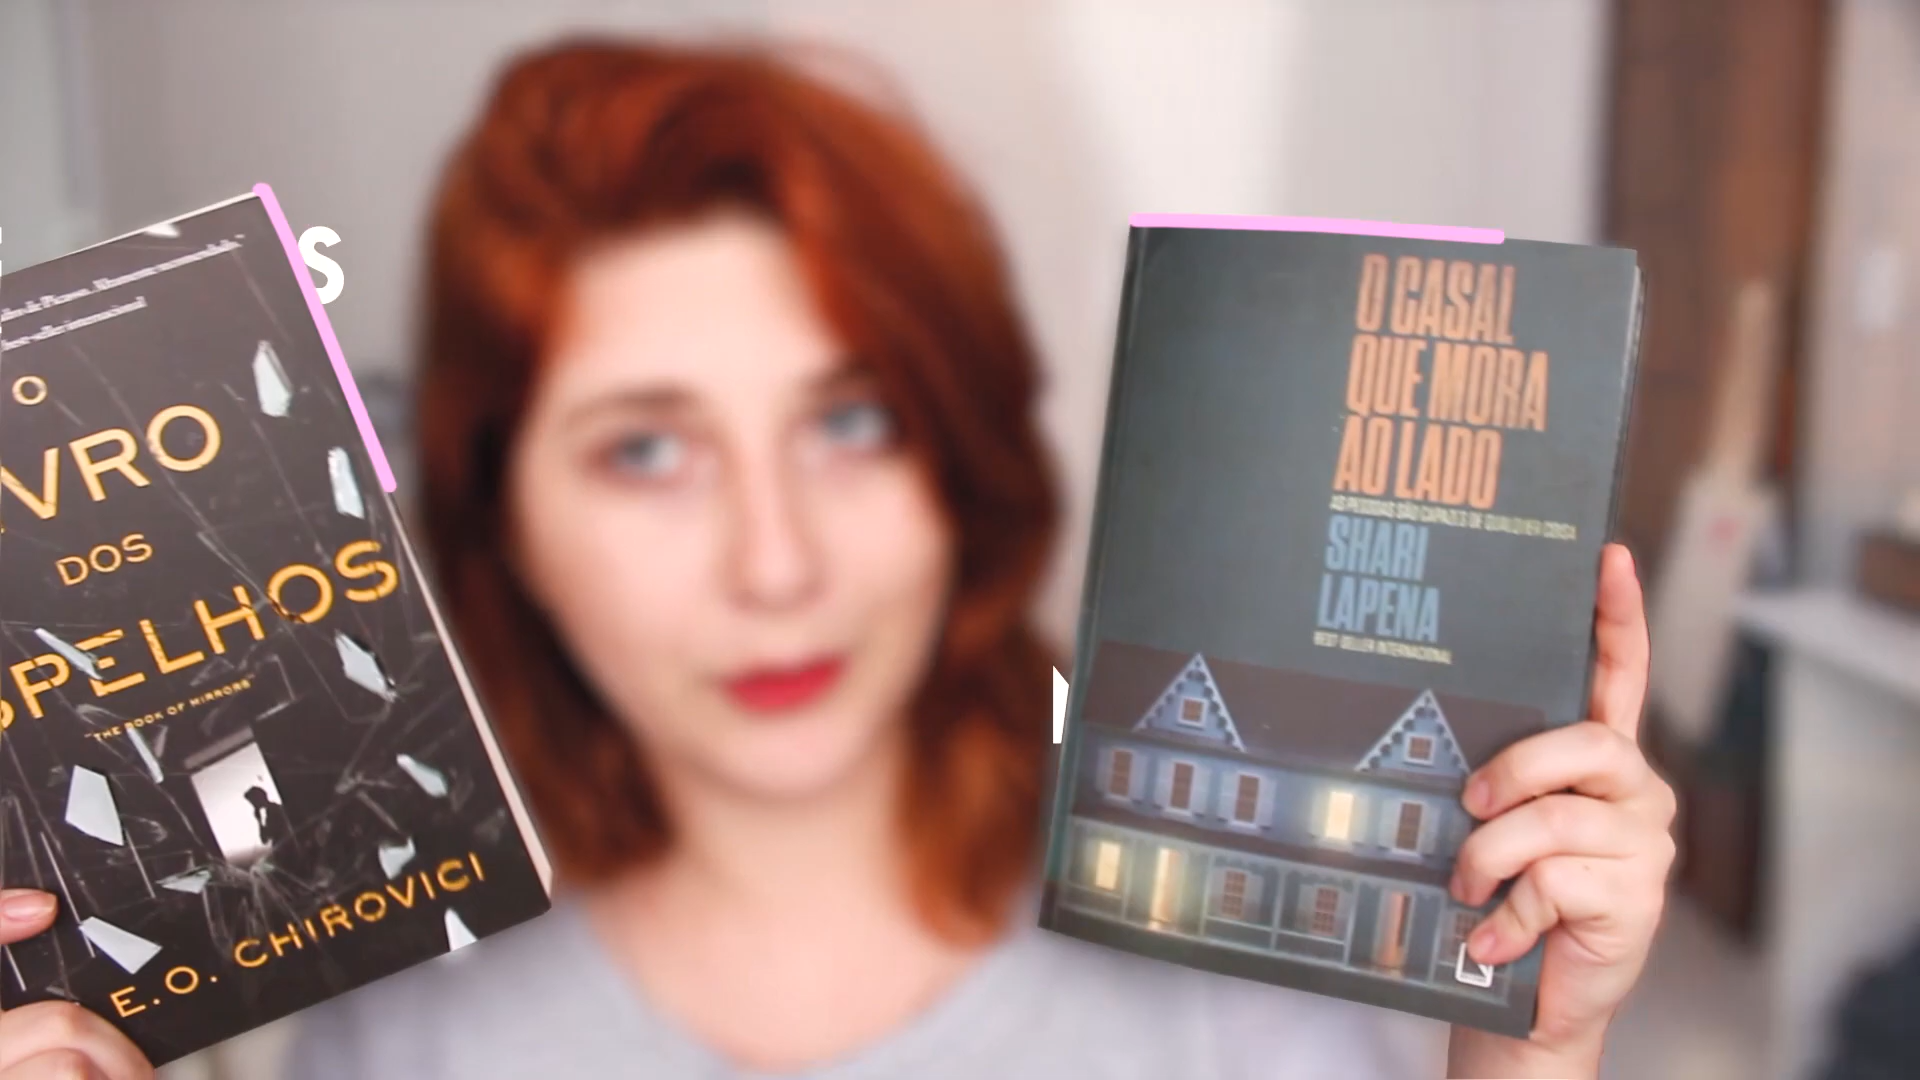 S
O
VRO
DOS
SPELHOS
"THE BOOK OF MIRRORS"
E.O. CHIROVICI
O CASAL
QUE MORA
AO LADO
AS PESSOAS SÃO CAPAZES DE QUALQUER COISA
SHARI
LAPENA
BEST-SELLER INTERNACIONAL